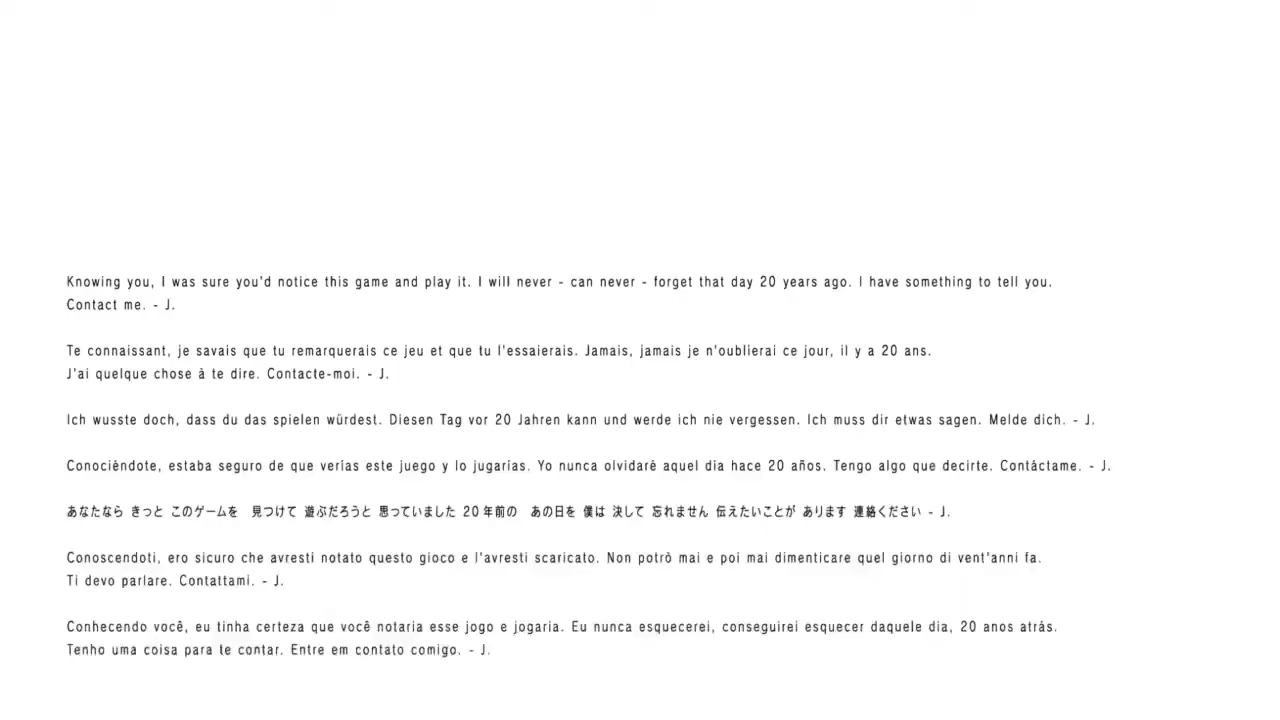 Knowing you, I was sure you'd notice this game and play it. I will never - can never - forget that day 20 years ago. I have something to tell you.
Contact me. - J.
Te connaissant, je savais que tu remarquerais ce jeu et que tu l'essaierais. Jamais, jamais je n'oublierai ce jour, il y a 20 ans.
J'ai quelque chose à te dire. Contacte-moi. - J.
Ich wusste doch, dass du das spielen würdest. Diesen Tag vor 20 Jahren kann und werde ich nie vergessen. Ich muss dir etwas sagen. Melde dich. - J.
Conociéndote, estaba seguro de que verías este juego y lo jugarías. Yo nunca olvidaré aquel día hace 20 años. Tengo algo que decirte. Contáctame. - J.
あなたなら きっと このゲームを　見つけて 遊ぶだろうと 思っていました 20年前の　あの日を 僕は 決して 忘れません 伝えたいことが あります 連絡ください - J.
Conoscendoti, ero sicuro che avresti notato questo gioco e l'avresti scaricato. Non potrò mai e poi mai dimenticare quel giorno di vent'anni fa.
Ti devo parlare. Contattami. - J.
Conhecendo você, eu tinha certeza que você notaria esse jogo e jogaria. Eu nunca esquecerei, conseguirei esquecer daquele dia, 20 anos atrás.
Tenho uma coisa para te contar. Entre em contato comigo. - J.